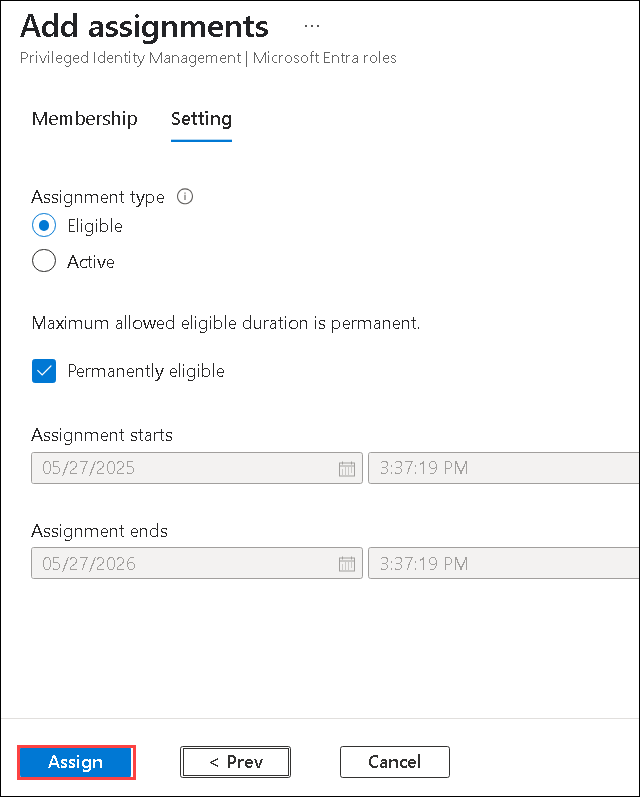 Add assignments ...
Privileged Identity Management | Microsoft Entra roles
Membership Setting
Assignment type
Eligible
Active
Maximum allowed eligible duration is permanent.
Permanently eligible
Assignment starts
05/27/2025 3:37:19 PM
Assignment ends
05/27/2026 3:37:19 PM
Assign < Prev Cancel